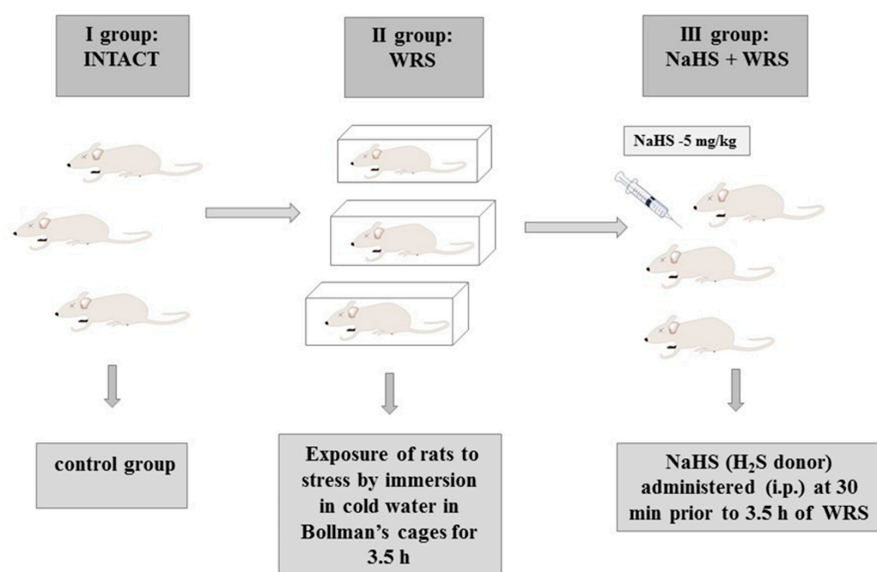 I group:
INTACT
II group:
WRS
III group:
NaHS + WRS
NaHS -5 mg/kg
control group
Exposure of rats to
stress by immersion
in cold water in
Bollman’s cages for
3.5 h
NaHS (H₂S donor)
administered (i.p.) at 30
min prior to 3.5 h of WRS